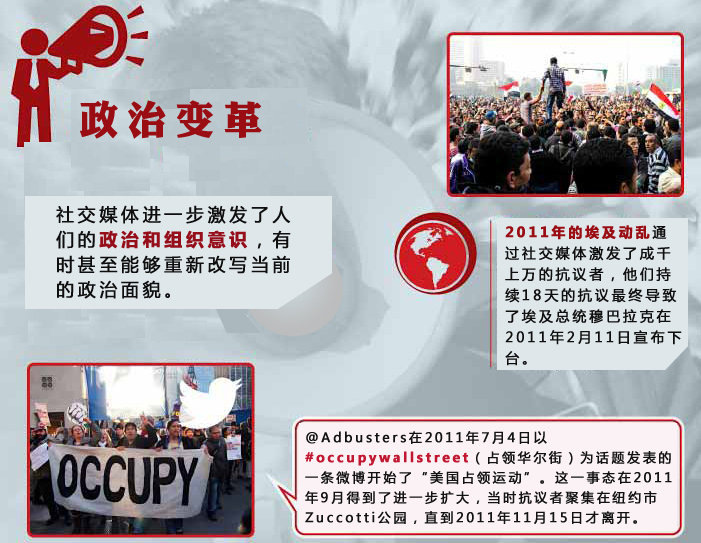 政治变革
社交媒体进一步激发了人
们的政治和组织意识，有
时甚至能够重新改写当前
的政治面貌。
2011年的埃及动乱通
过社交媒体激发了成千
上万的抗议者，他们持
续18天的抗议最终导致
了埃及总统穆巴拉克在
2011年2月11日宣布下
台。
OCCUPY
@Adbusters在2011年7月4日以
#occupywallstreet（占领华尔街）为话题发表的
一条微博开始了“美国占领运动”。这一事态在2011
年9月得到了进一步扩大，当时抗议者聚集在纽约市
Zuccotti公园，直到2011年11月15日才离开。